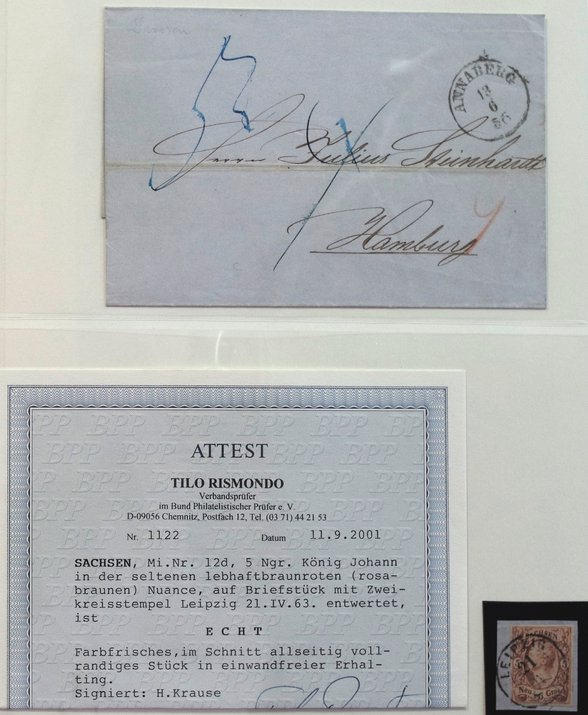 ANNABERG
13
6
56
Herrn Julius Steinhardt
Hamburg
ATTEST
TILO RISMONDO
Verbandsprüfer
im Bund Philatelistischer Prüfer e. V.
D-09056 Chemnitz, Postfach 12, Tel. (03 71) 44 21 53
Nr. 1122 Datum 11.9.2001
SACHSEN, Mi.Nr. 12d, 5 Ngr. König Johann
in der seltenen lebhaftbraunroten (rosa-
braunen) Nuance, auf Briefstück mit Zwei-
kreisstempel Leipzig 21.IV.63. entwertet,
ist
E C H T
Farbfrisches,im Schnitt allseitig voll-
randiges Stück in einwandfreier Erhal-
ting.
Signiert: H.Krause
LEIPZIG